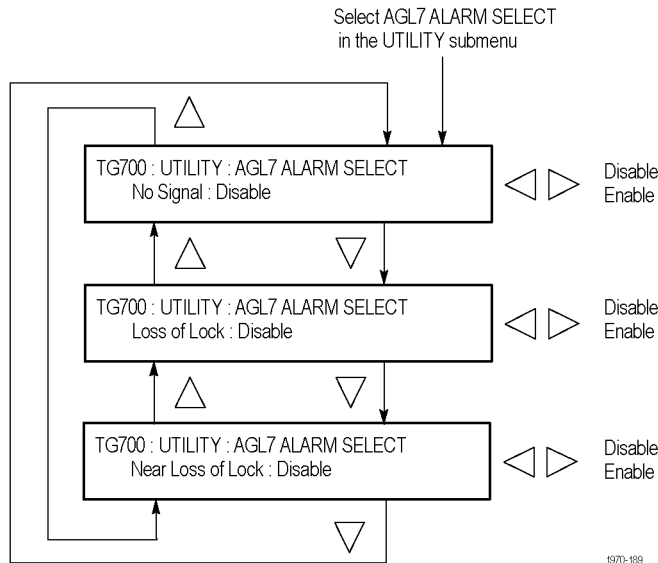 Select AGL7 ALARM SELECT
in the UTILITY submenu
TG700 : UTILITY : AGL7 ALARM SELECT
No Signal : Disable
Disable
Enable
TG700 : UTILITY : AGL7 ALARM SELECT
Loss of Lock : Disable
Disable
Enable
TG700 : UTILITY : AGL7 ALARM SELECT
Near Loss of Lock : Disable
Disable
Enable
1970-189